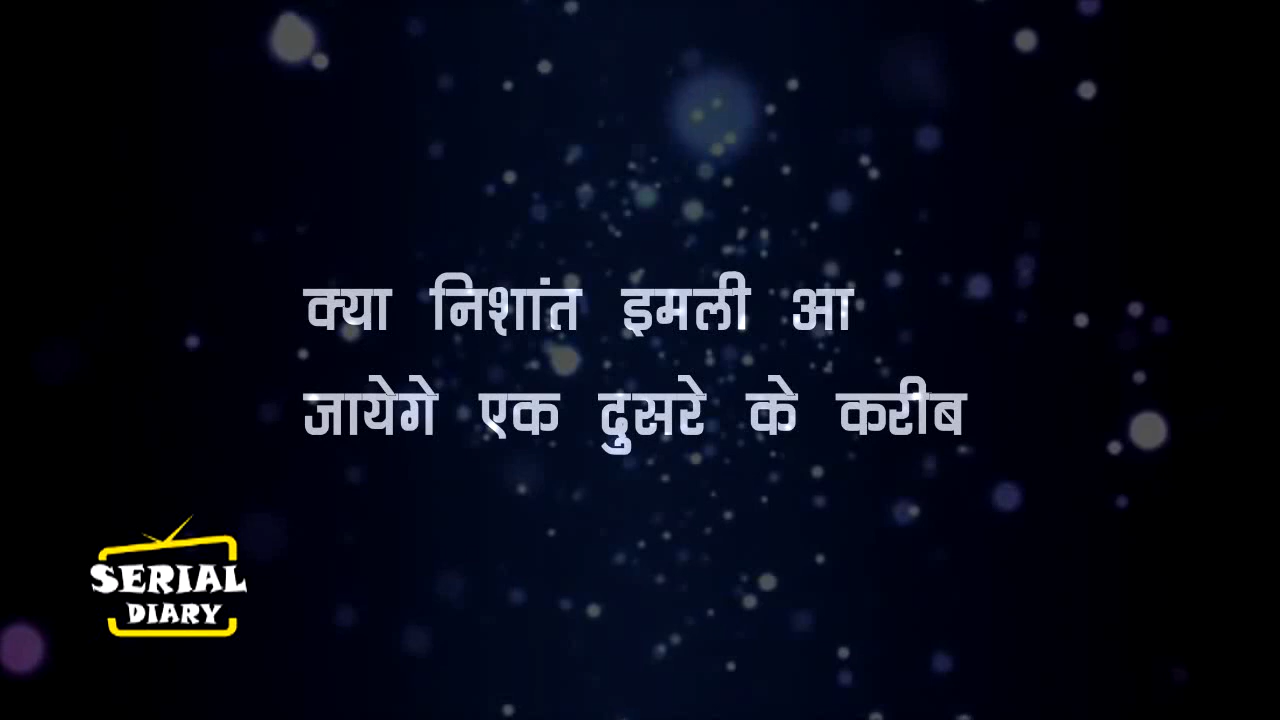 क्या निशांत इमली आ
जायेगे एक दुसरे के करीब
SERIAL
DIARY